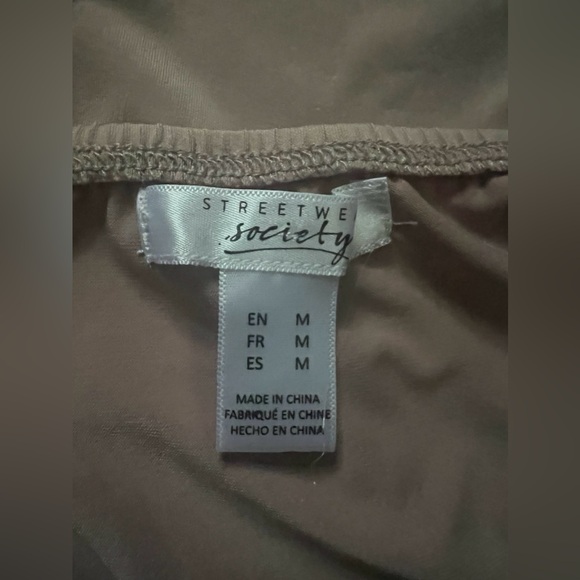 STREETWE
society
EN M
FR M
ES M
MADE IN CHINA
FABRIQUÉ EN CHINE
HECHO EN CHINA